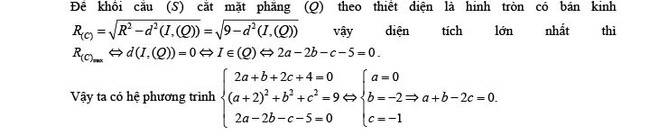 Để khối cầu (S) cắt mặt phẳng (Q) theo thiết diện là hình tròn có bán kinh
R_(C) = √(R² − d²(I,(Q))) = √(9 − d²(I,(Q))) vậy diện tích lớn nhất thì
R_(C)max ⇔ d(I,(Q)) = 0 ⇔ I ∈ (Q) ⇔ 2a − 2b − c − 5 = 0.
2a + b + 2c + 4 = 0 a = 0
Vậy ta có hệ phương trình { (a + 2)² + b² + c² = 9 ⇔ { b = −2 ⇒ a + b − 2c = 0.
2a − 2b − c − 5 = 0 c = −1